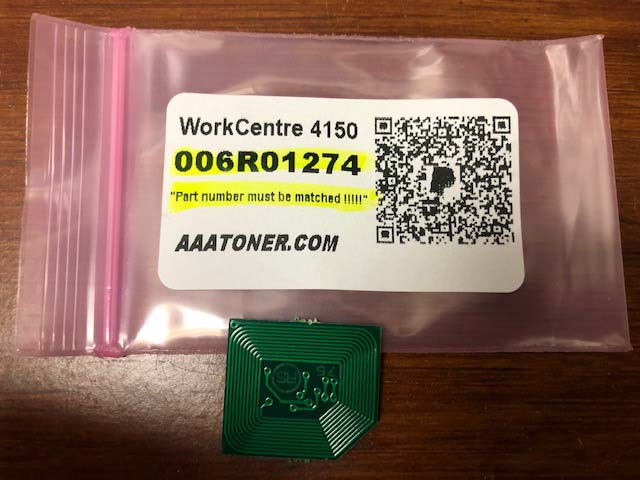 WorkCentre 4150
006R01274
"Part number must be matched !!!!!"
AAATONER.COM